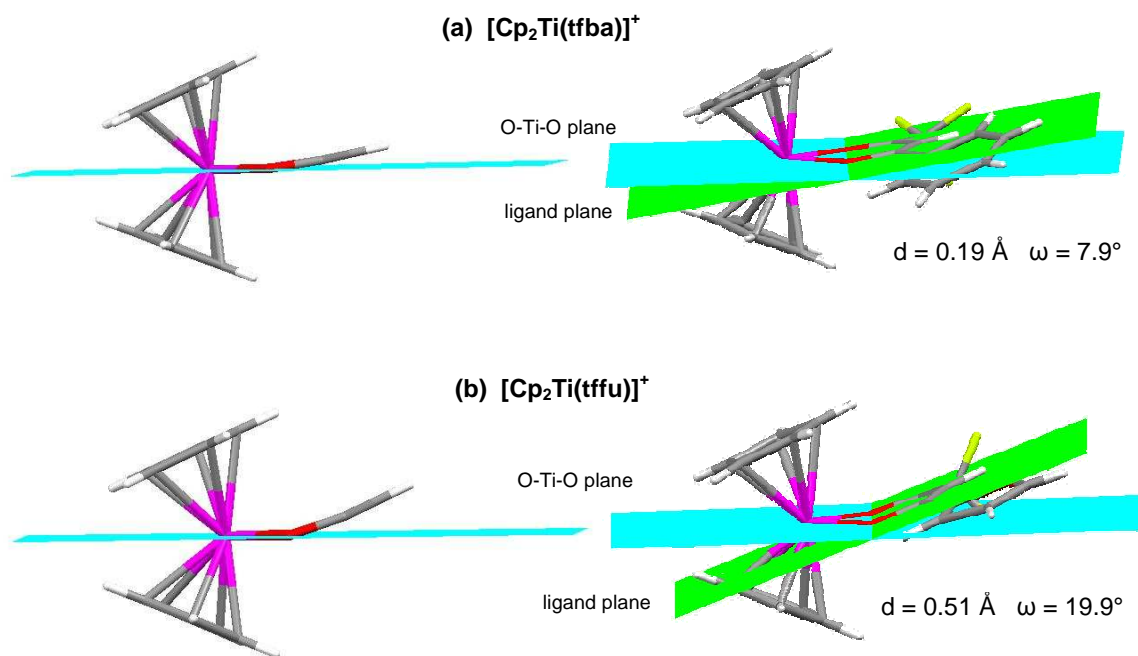 (a) [Cp₂Ti(tfba)]⁺
O-Ti-O plane
ligand plane
d = 0.19 Å ω = 7.9°
(b) [Cp₂Ti(tffu)]⁺
O-Ti-O plane
ligand plane
d = 0.51 Å ω = 19.9°